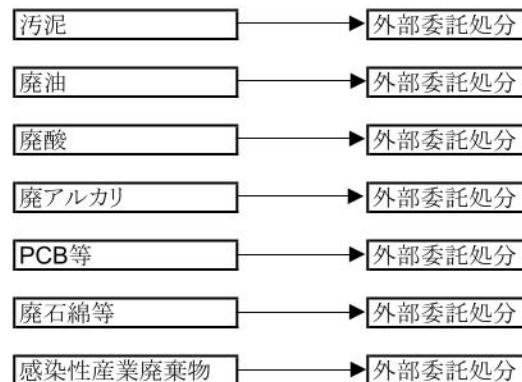 汚泥 外部委託処分
廃油 外部委託処分
廃酸 外部委託処分
廃アルカリ 外部委託処分
PCB等 外部委託処分
廃石綿等 外部委託処分
感染性産業廃棄物 外部委託処分